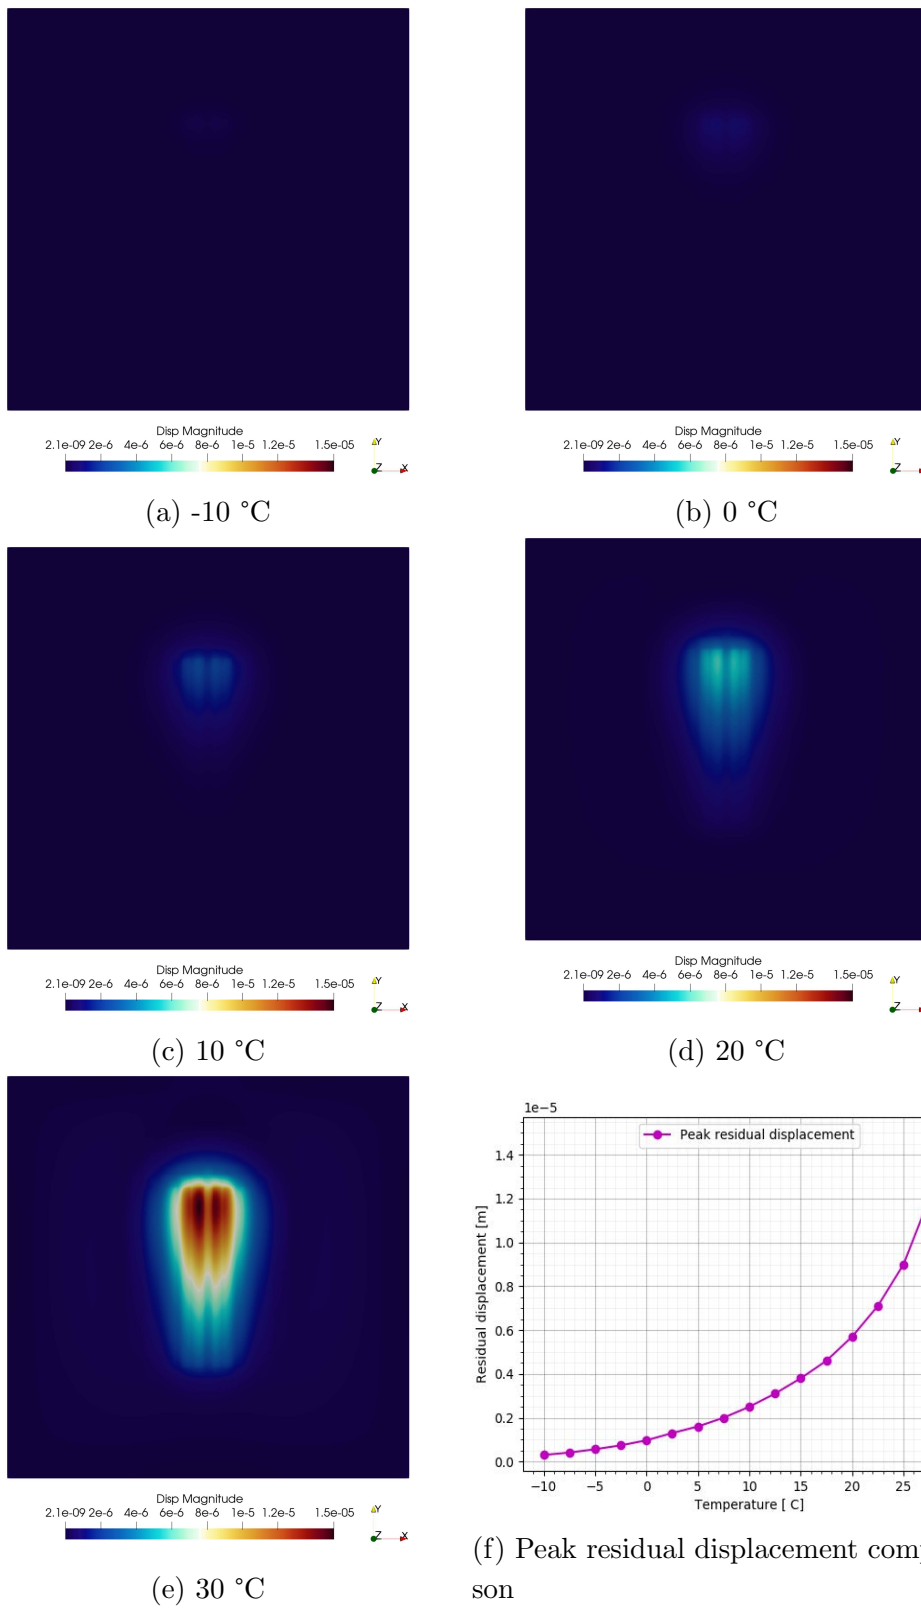 Disp Magnitude
2.1e-09 2e-6 4e-6 6e-6 8e-6 1e-5 1.2e-5 1.5e-05
Y
Z X
(a) -10 °C
Disp Magnitude
2.1e-09 2e-6 4e-6 6e-6 8e-6 1e-5 1.2e-5 1.5e-05
Y
Z
(b) 0 °C
Disp Magnitude
2.1e-09 2e-6 4e-6 6e-6 8e-6 1e-5 1.2e-5 1.5e-05
Y
Z X
(c) 10 °C
Disp Magnitude
2.1e-09 2e-6 4e-6 6e-6 8e-6 1e-5 1.2e-5 1.5e-05
Y
Z
(d) 20 °C
Disp Magnitude
2.1e-09 2e-6 4e-6 6e-6 8e-6 1e-5 1.2e-5 1.5e-05
Y
Z X
(e) 30 °C
1e−5
Peak residual displacement
Residual displacement [m]
1.4
1.2
1.0
0.8
0.6
0.4
0.2
0.0
−10 −5 0 5 10 15 20 25
Temperature [ C]
(f) Peak residual displacement comp
son